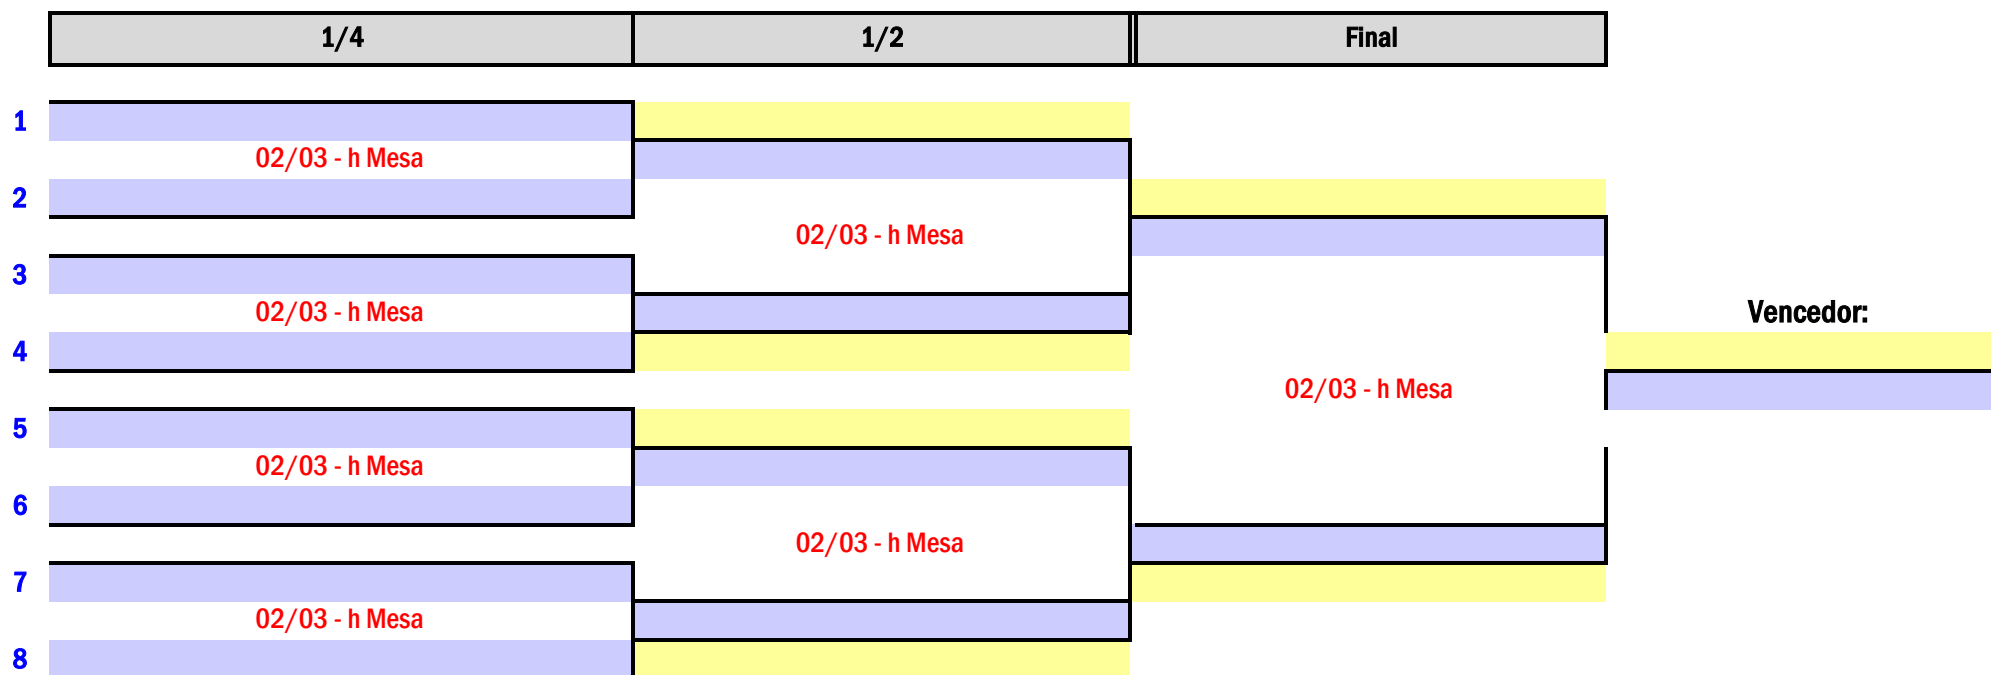 1/4 1/2 Final
1
02/03 - h Mesa
2
02/03 - h Mesa
3
02/03 - h Mesa Vencedor:
4
02/03 - h Mesa
5
02/03 - h Mesa
6
02/03 - h Mesa
7
02/03 - h Mesa
8